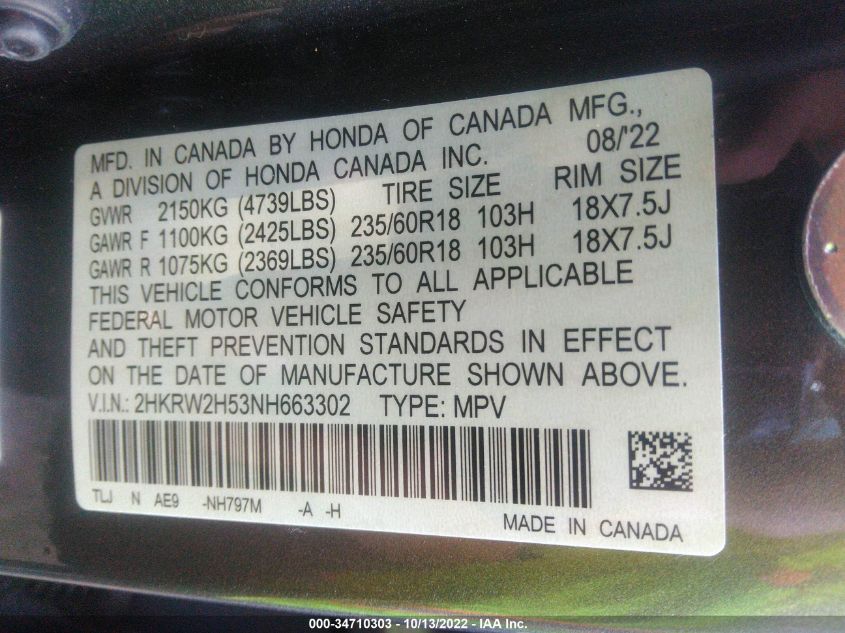 MFD. IN CANADA BY HONDA OF CANADA MFG.,
A DIVISION OF HONDA CANADA INC. 08/'22
GVWR 2150KG (4739LBS) TIRE SIZE RIM SIZE
GAWR F 1100KG (2425LBS) 235/60R18 103H 18X7.5J
GAWR R 1075KG (2369LBS) 235/60R18 103H 18X7.5J
THIS VEHICLE CONFORMS TO ALL APPLICABLE
FEDERAL MOTOR VEHICLE SAFETY
AND THEFT PREVENTION STANDARDS IN EFFECT
ON THE DATE OF MANUFACTURE SHOWN ABOVE.
V.I.N.: 2HKRW2H53NH663302 TYPE: MPV
TLJ N AE9 -NH797M -A -H
MADE IN CANADA
000-34710303 - 10/13/2022 - IAA Inc.